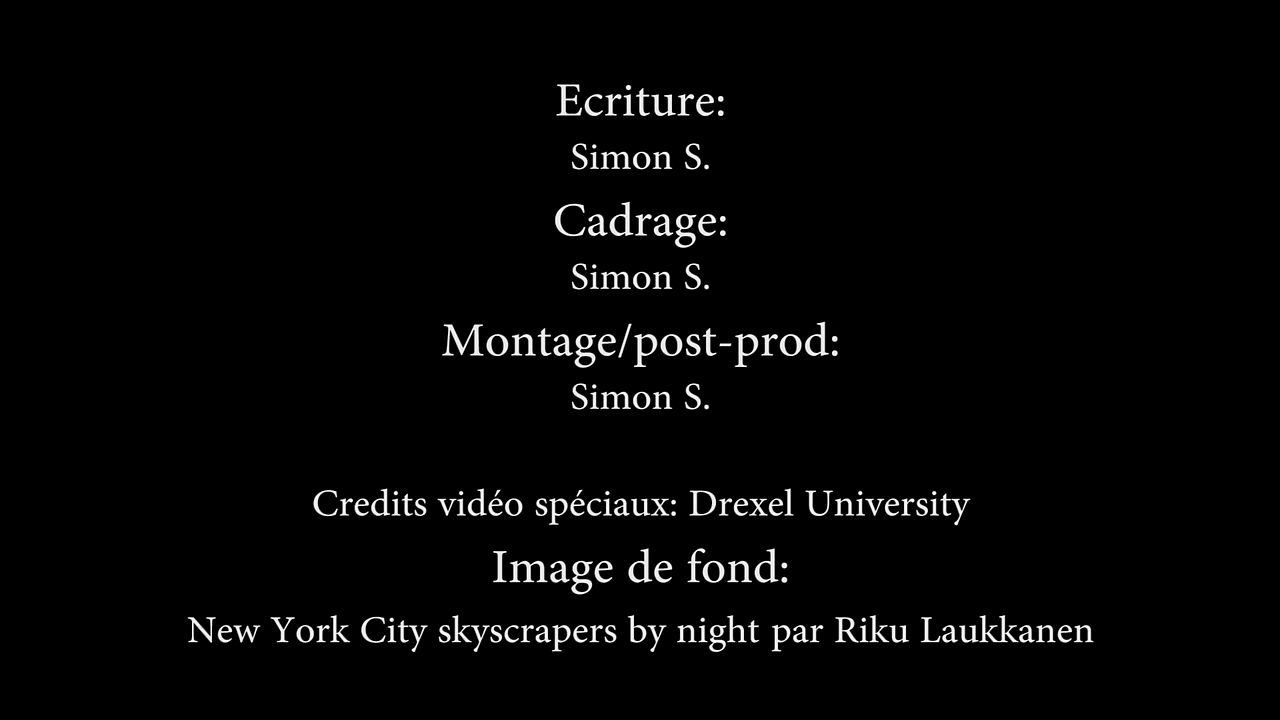 Ecriture:
Simon S.
Cadrage:
Simon S.
Montage/post-prod:
Simon S.
Credits vidéo spéciaux: Drexel University
Image de fond:
New York City skyscrapers by night par Riku Laukkanen